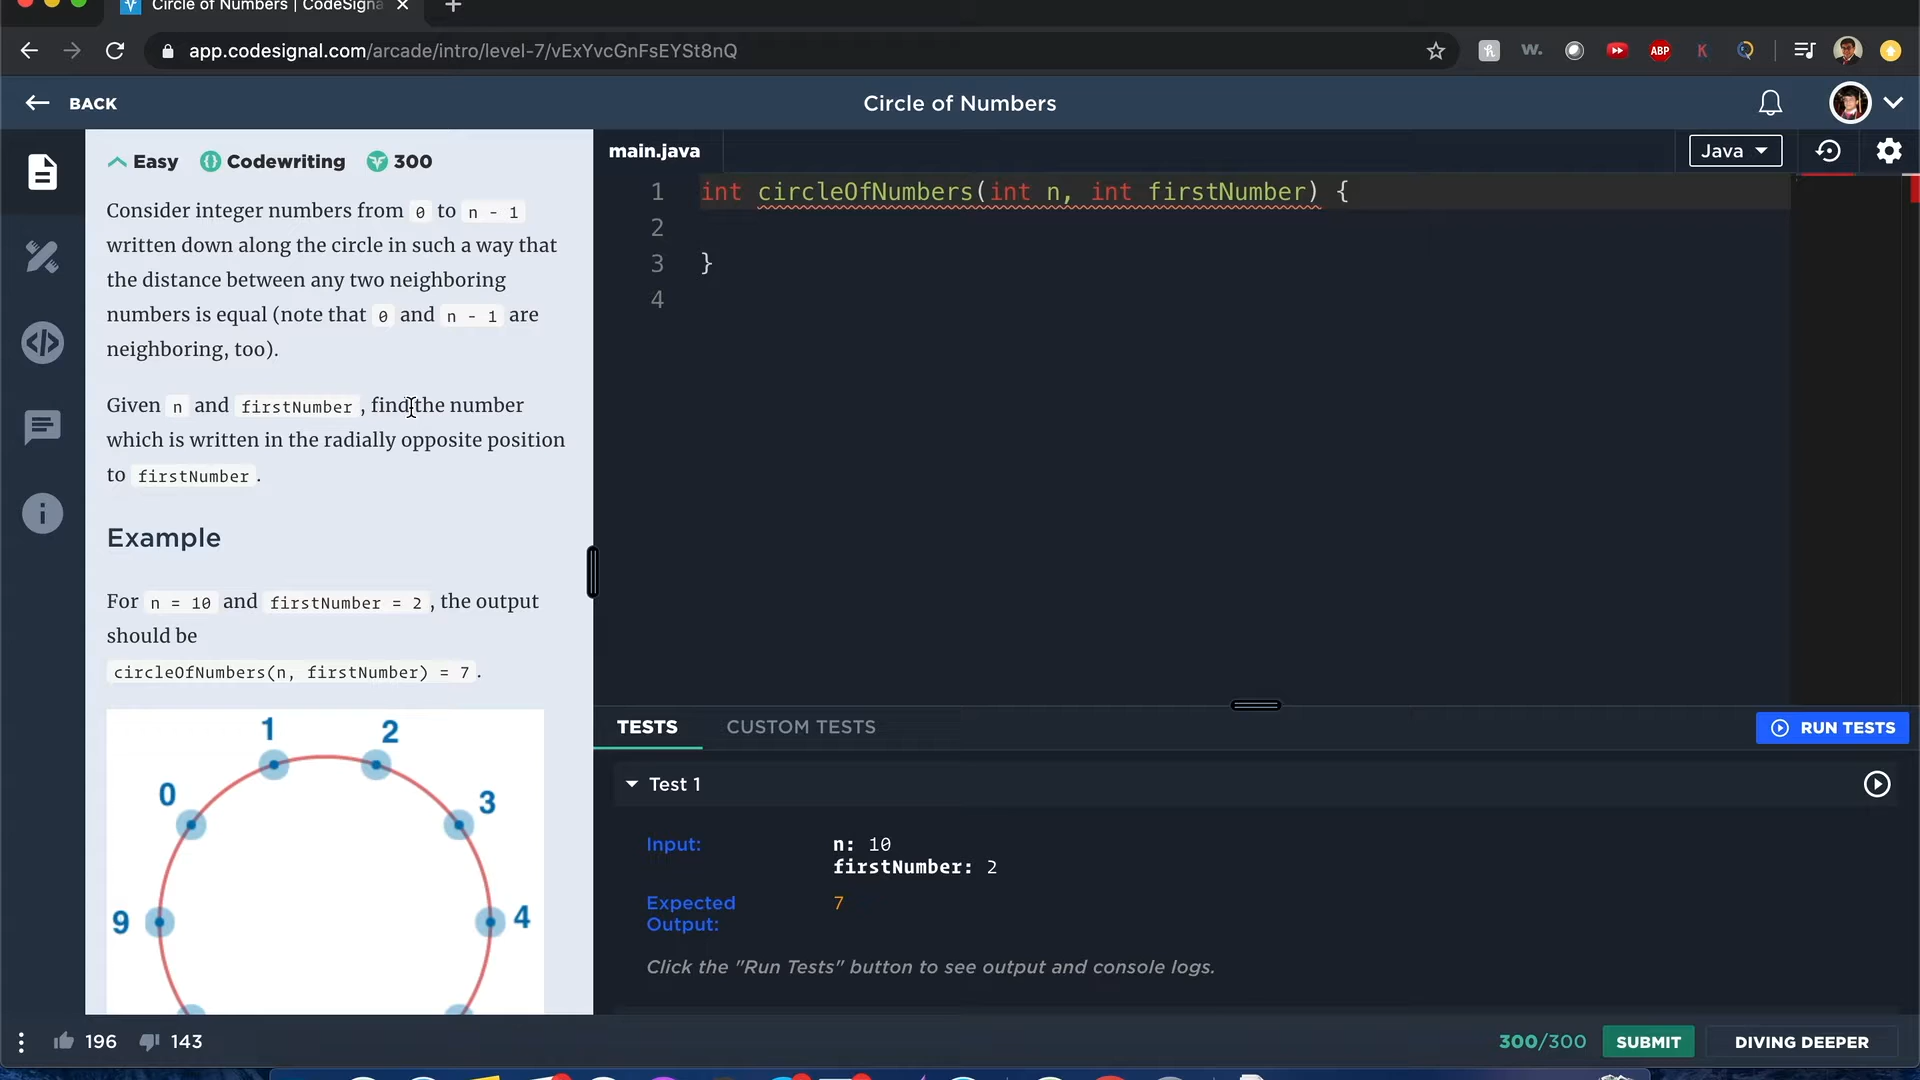 Circle of Numbers | CodeSigna
app.codesignal.com/arcade/intro/level-7/vExYvcGnFsEYSt8nQ
w.
ABP
K
BACK
Circle of Numbers
Easy
Codewriting
300
main.java
Java
Consider integer numbers from 0 to n - 1
written down along the circle in such a way that
the distance between any two neighboring
numbers is equal (note that 0 and n - 1 are
neighboring, too).
Given n and firstNumber , find the number
which is written in the radially opposite position
to firstNumber .
Example
For n = 10 and firstNumber = 2 , the output
should be
circleOfNumbers(n, firstNumber) = 7 .
1
2
0
3
9
4
1 int circleOfNumbers(int n, int firstNumber) {
2
3 }
4
TESTS
CUSTOM TESTS
RUN TESTS
Test 1
Input:
n: 10
firstNumber: 2
Expected
Output:
7
Click the "Run Tests" button to see output and console logs.
196
143
300/300
SUBMIT
DIVING DEEPER